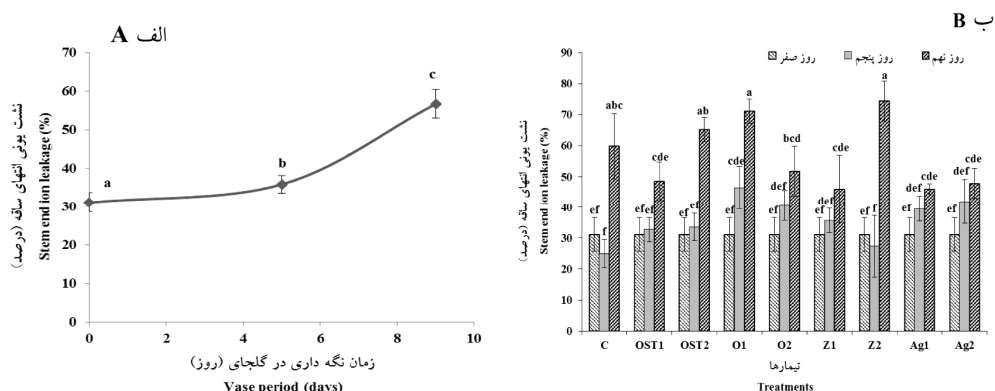 الف A
نشت یونی انتهای ساقه (درصد)
Stem end ion leakage (%)
70
60
50
40
30
20
10
0
a
b
c
0 2 4 6 8 10
زمان نگه داری در گلجای (روز)
Vase period (days)
ب B
نشت یونی انتهای ساقه (درصد)
Stem end ion leakage (%)
90
80
70
60
50
40
30
20
10
0
روز صفر روز پنجم روز نهم
ef f abc
ef ef cde
ef ef ab
ef cde a
ef def bcd
ef def cde
ef f a
ef def cde
ef def cde
C OST1 OST2 O1 O2 Z1 Z2 Ag1 Ag2
تیمارها
Treatments